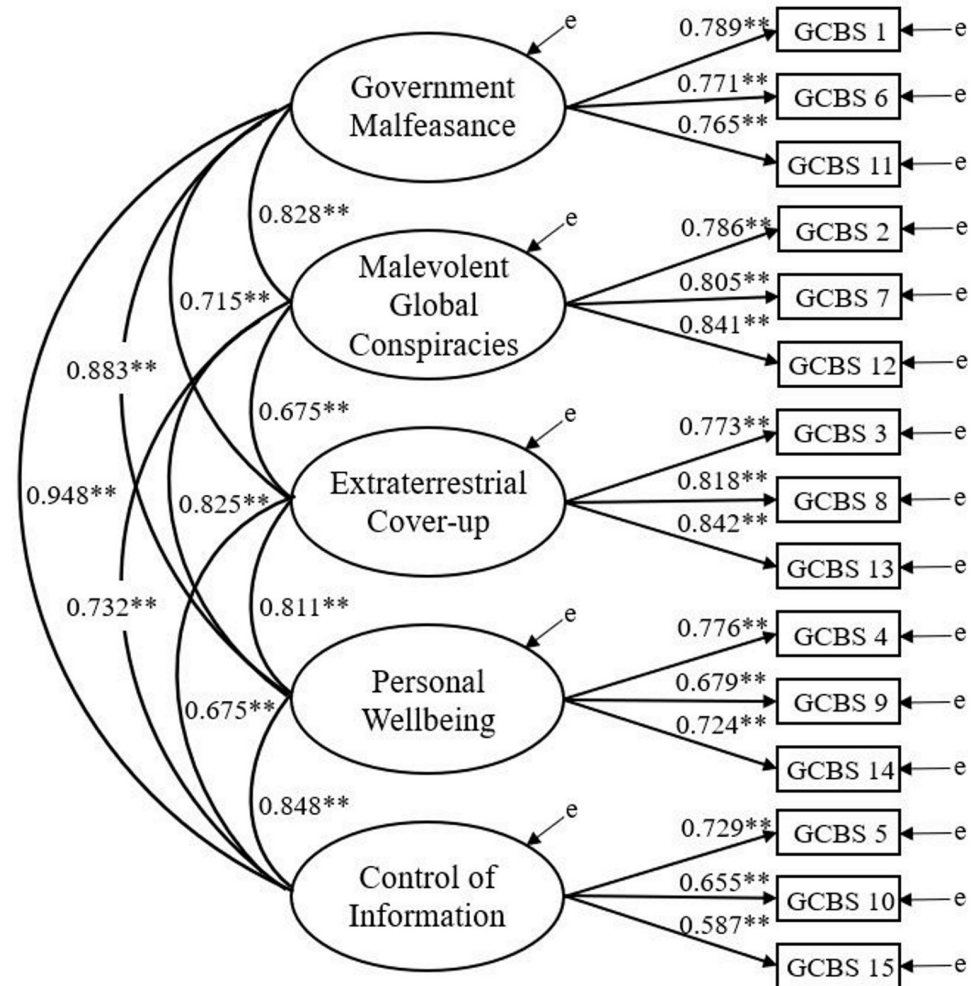 e
Government
Malfeasance
0.789**
GCBS 1
e
0.771**
GCBS 6
e
0.765**
GCBS 11
e
0.828**
e
Malevolent
Global
Conspiracies
0.786**
GCBS 2
e
0.805**
GCBS 7
e
0.841**
GCBS 12
e
0.715**
0.883**
0.675**
e
Extraterrestrial
Cover-up
0.773**
GCBS 3
e
0.818**
GCBS 8
e
0.842**
GCBS 13
e
0.948**
0.825**
0.732**
0.811**
e
Personal
Wellbeing
0.776**
GCBS 4
e
0.679**
GCBS 9
e
0.724**
GCBS 14
e
0.675**
0.848**
e
Control of
Information
0.729**
GCBS 5
e
0.655**
GCBS 10
e
0.587**
GCBS 15
e